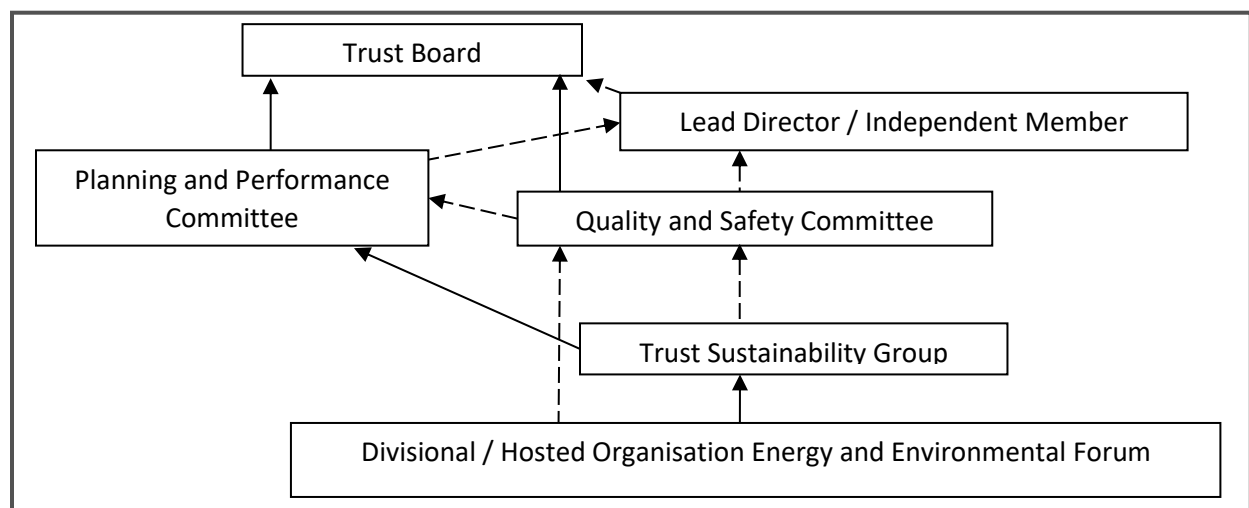 Trust Board
Lead Director / Independent Member
Planning and Performance
Committee
Quality and Safety Committee
Trust Sustainability Group
Divisional / Hosted Organisation Energy and Environmental Forum